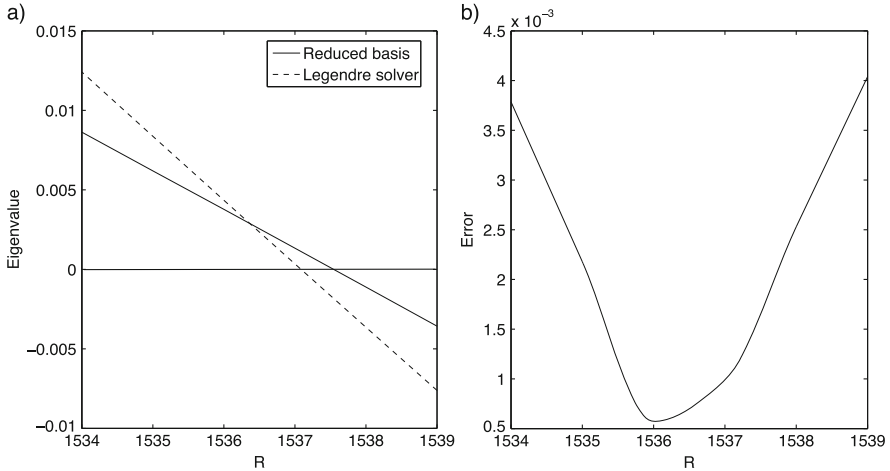 a)
0.015
0.01
0.005
0
−0.005
−0.01
Eigenvalue
Reduced basis
Legendre solver
1534
1535
1536
1537
1538
1539
R
b)
4.5 x 10⁻³
4
3.5
3
2.5
2
1.5
1
0.5
Error
1534
1535
1536
1537
1538
1539
R